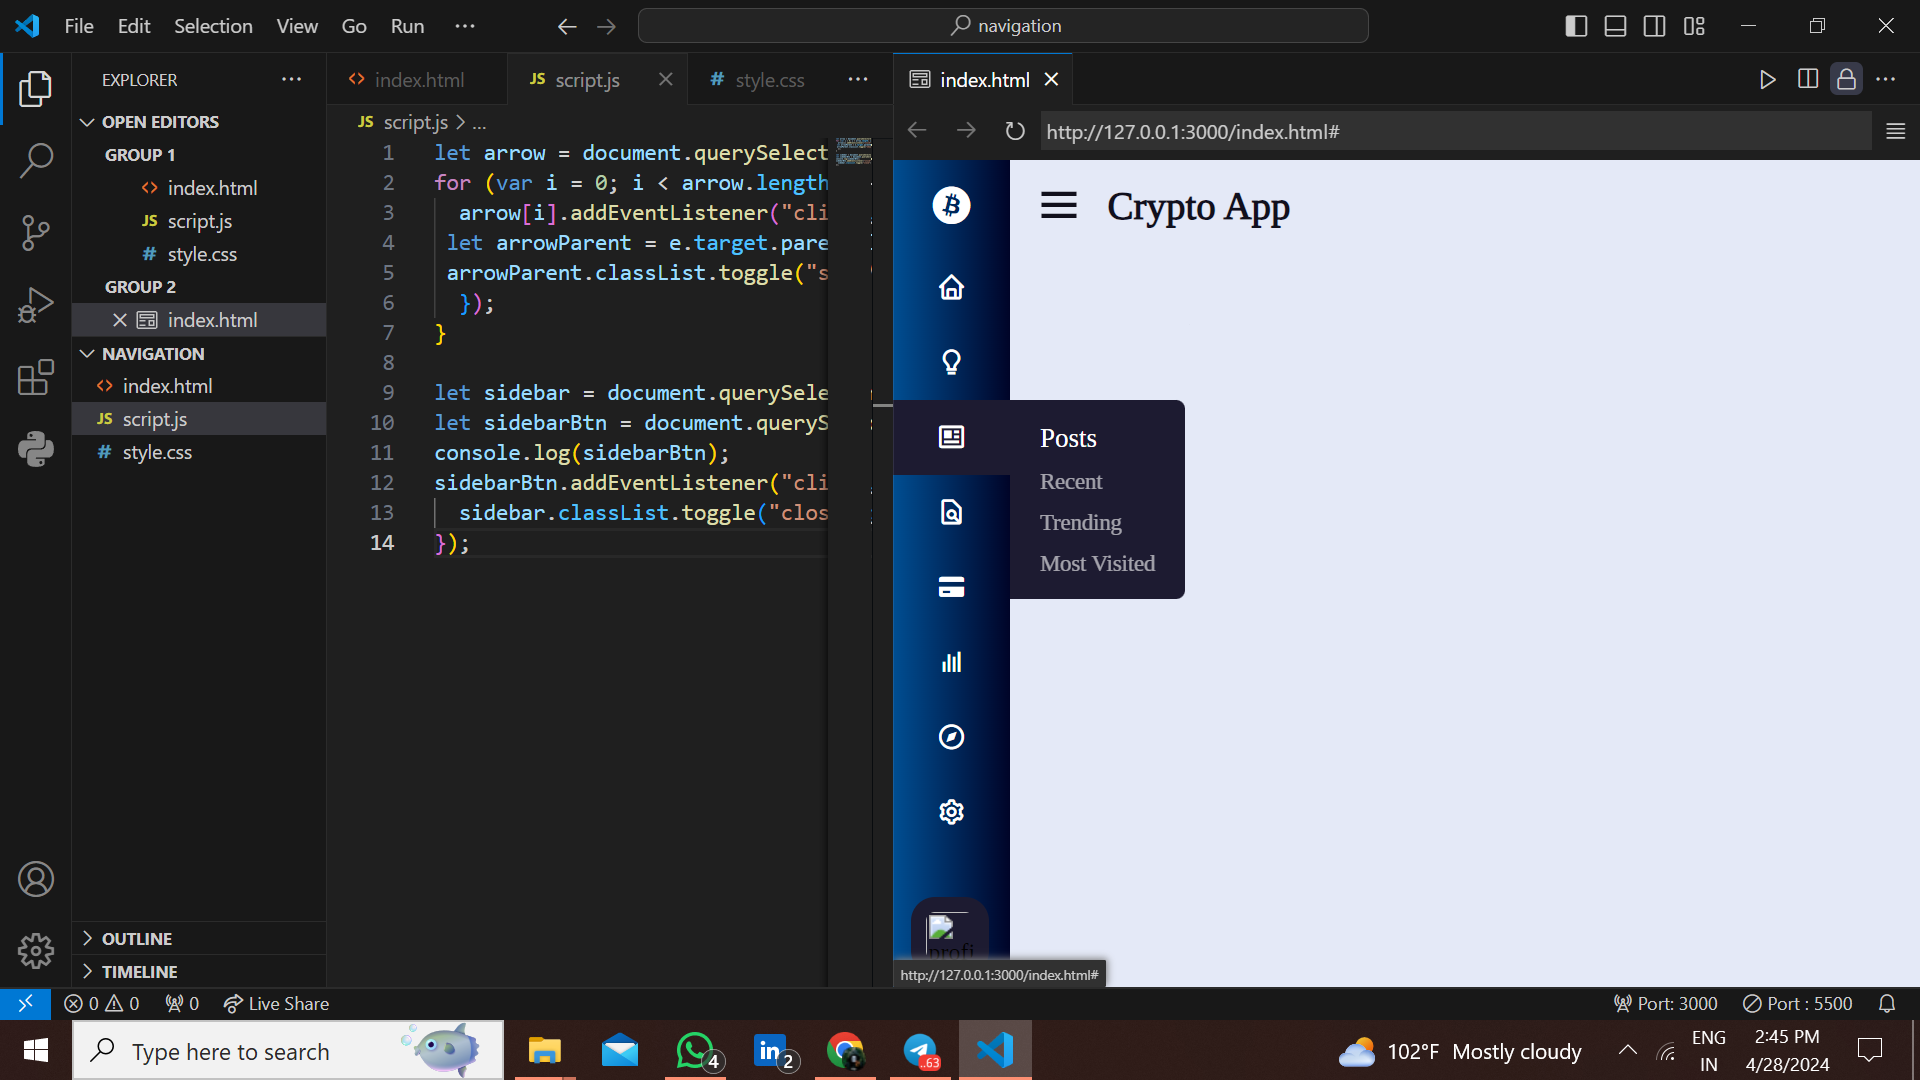 File Edit Selection View Go Run ···
navigation
EXPLORER
OPEN EDITORS
GROUP 1
index.html
JS script.js
# style.css
GROUP 2
index.html
NAVIGATION
index.html
JS script.js
# style.css
OUTLINE
TIMELINE
index.html
JS script.js
# style.css
JS script.js > ...
1 let arrow = document.querySelect
2 for (var i = 0; i < arrow.length
3 arrow[i].addEventListener("cli
4 let arrowParent = e.target.pare
5 arrowParent.classList.toggle("s
6 });
7 }
8
9 let sidebar = document.querySele
10 let sidebarBtn = document.queryS
11 console.log(sidebarBtn);
12 sidebarBtn.addEventListener("cli
13 sidebar.classList.toggle("clos
14 });
index.html
http://127.0.0.1:3000/index.html#
Crypto App
Posts
Recent
Trending
Most Visited
profi
http://127.0.0.1:3000/index.html#
0 0 0 Live Share
Port: 3000 Port : 5500
Type here to search
4
in 2
63
102°F Mostly cloudy
ENG
IN
2:45 PM
4/28/2024